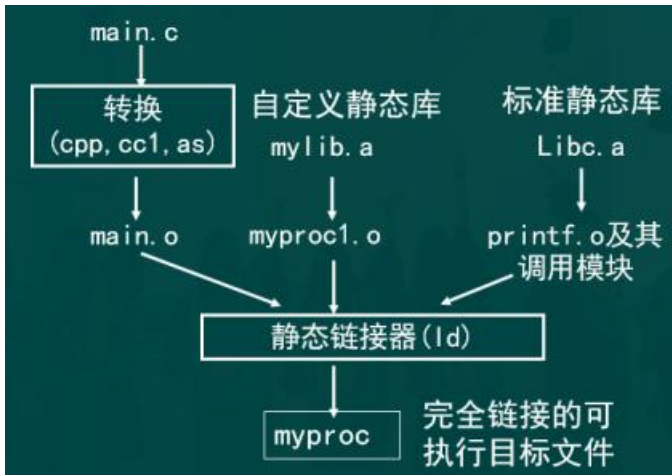 main.c
转换
(cpp,cc1,as)
自定义静态库
mylib.a
标准静态库
Libc.a
main.o
myproc1.o
printf.o及其
调用模块
静态链接器(ld)
myproc
完全链接的可
执行目标文件